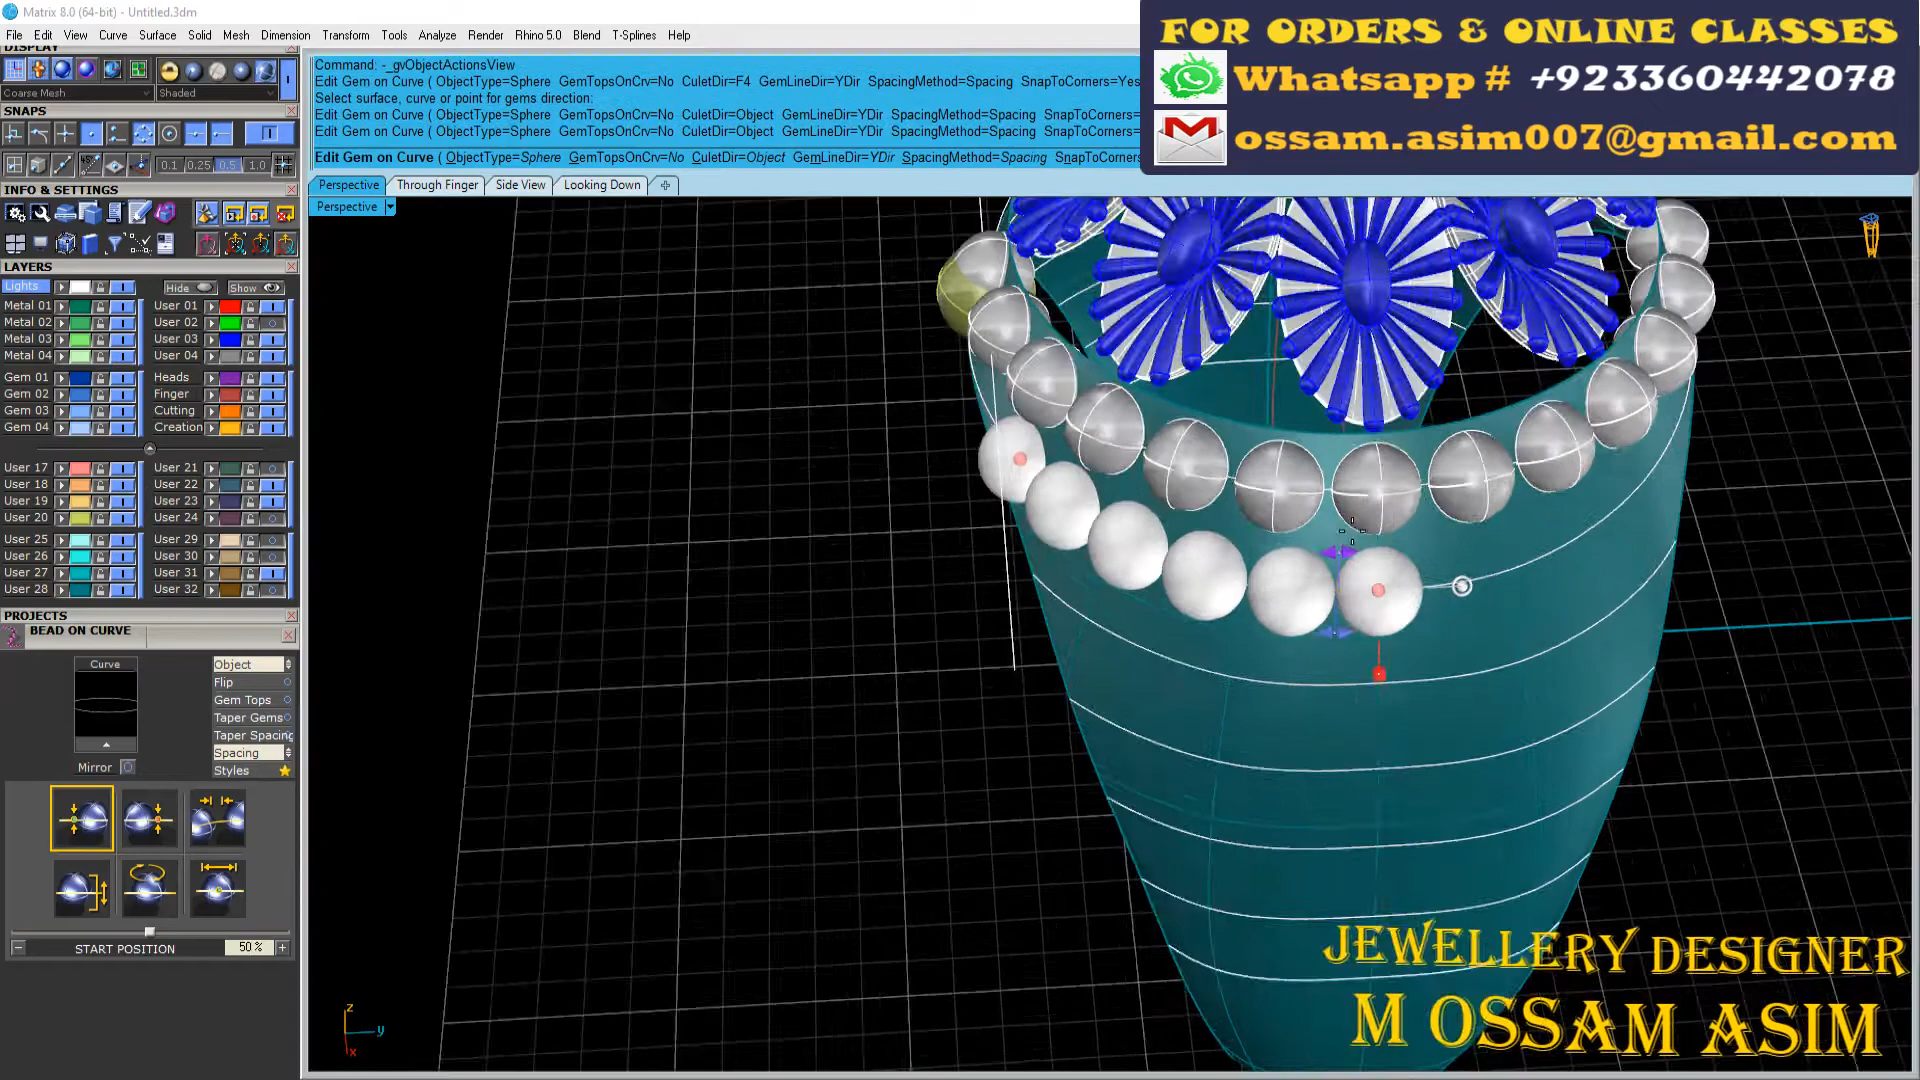 Matrix 8.0 (64-bit) - Untitled.3dm
File Edit View Curve Surface Solid Mesh Dimension Transform Tools Analyze Render Rhino 5.0 Blend T-Splines Help
FOR ORDERS & ONLINE CLASSES
Whatsapp # +923360442078
ossam.asim007@gmail.com
DISPLAY
Coarse Mesh Shaded
SNAPS
0.1 0.25 0.5 1.0
INFO & SETTINGS
Command: -_gvObjectActionsView
Edit Gem on Curve ( ObjectType=Sphere GemTopsOnCrv=No CuletDir=F4 GemLineDir=YDir SpacingMethod=Spacing SnapToCorners=Yes
Select surface, curve or point for gems direction:
Edit Gem on Curve ( ObjectType=Sphere GemTopsOnCrv=No CuletDir=Object GemLineDir=YDir SpacingMethod=Spacing SnapToCorners=
Edit Gem on Curve ( ObjectType=Sphere GemTopsOnCrv=No CuletDir=Object GemLineDir=YDir SpacingMethod=Spacing SnapToCorners=
Edit Gem on Curve ( ObjectType=Sphere GemTopsOnCrv=No CuletDir=Object GemLineDir=YDir SpacingMethod=Spacing SnapToCorners
Perspective Through Finger Side View Looking Down
Perspective
LAYERS
Lights Hide Show
Metal 01 User 01
Metal 02 User 02
Metal 03 User 03
Metal 04 User 04
Gem 01 Heads
Gem 02 Finger
Gem 03 Cutting
Gem 04 Creation
User 17 User 21
User 18 User 22
User 19 User 23
User 20 User 24
User 25 User 29
User 26 User 30
User 27 User 31
User 28 User 32
PROJECTS
BEAD ON CURVE
Curve Object
Flip
Gem Tops
Taper Gems
Taper Spacing
Spacing
Mirror Styles
START POSITION 50 %
z
y
x
JEWELLERY DESIGNER
M OSSAM ASIM